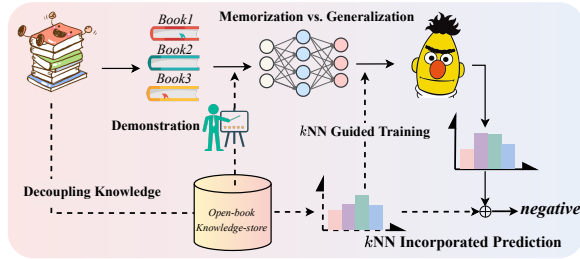 Memorization vs. Generalization
Book1
Book2
Book3
Demonstration
kNN Guided Training
Decoupling Knowledge
Open-book
Knowledge-store
negative
kNN Incorporated Prediction